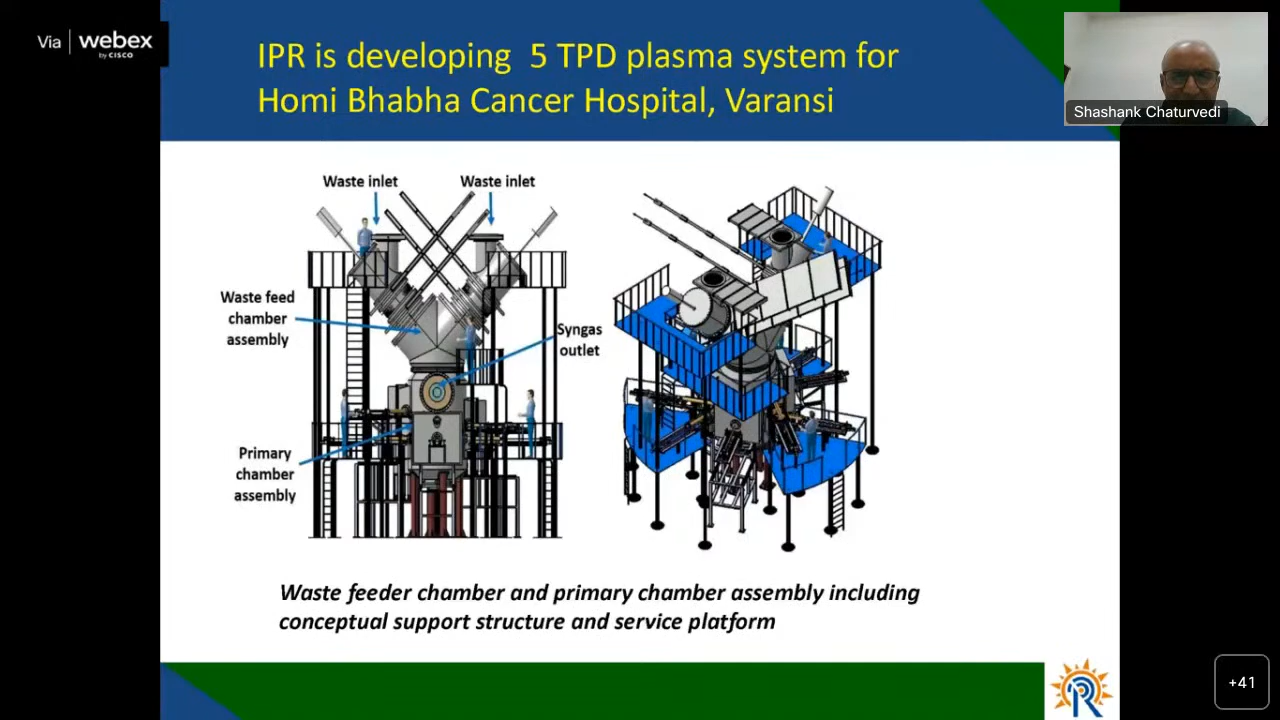 Via webex
by CISCO
IPR is developing 5 TPD plasma system for
Homi Bhabha Cancer Hospital, Varansi
Shashank Chaturvedi
Waste inlet
Waste inlet
Waste feed
chamber
assembly
Syngas
outlet
Primary
chamber
assembly
Waste feeder chamber and primary chamber assembly including
conceptual support structure and service platform
+41